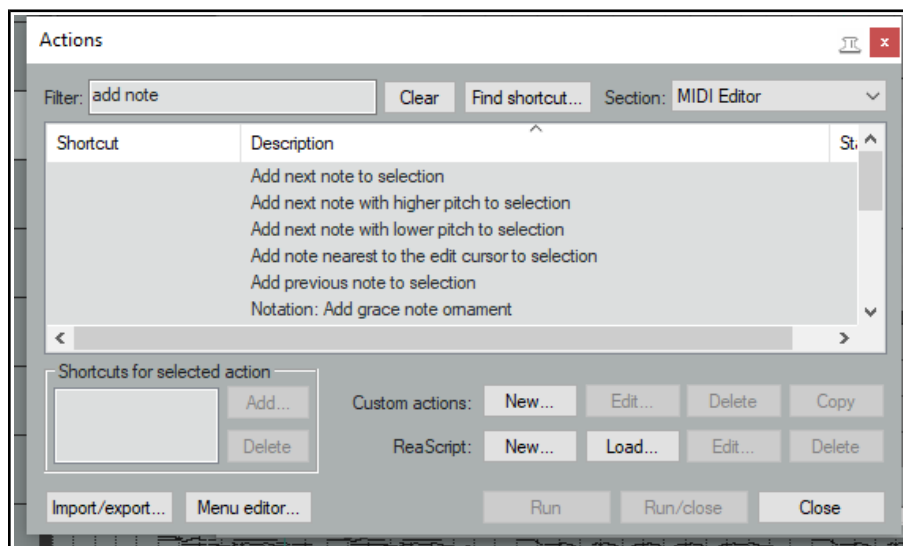 Actions
Filter: add note Clear Find shortcut... Section: MIDI Editor
Shortcut Description Sta
Add next note to selection
Add next note with higher pitch to selection
Add next note with lower pitch to selection
Add note nearest to the edit cursor to selection
Add previous note to selection
Notation: Add grace note ornament
Shortcuts for selected action
Add... Custom actions: New... Edit... Delete Copy
Delete ReaScript: New... Load... Edit... Delete
Import/export... Menu editor... Run Run/close Close